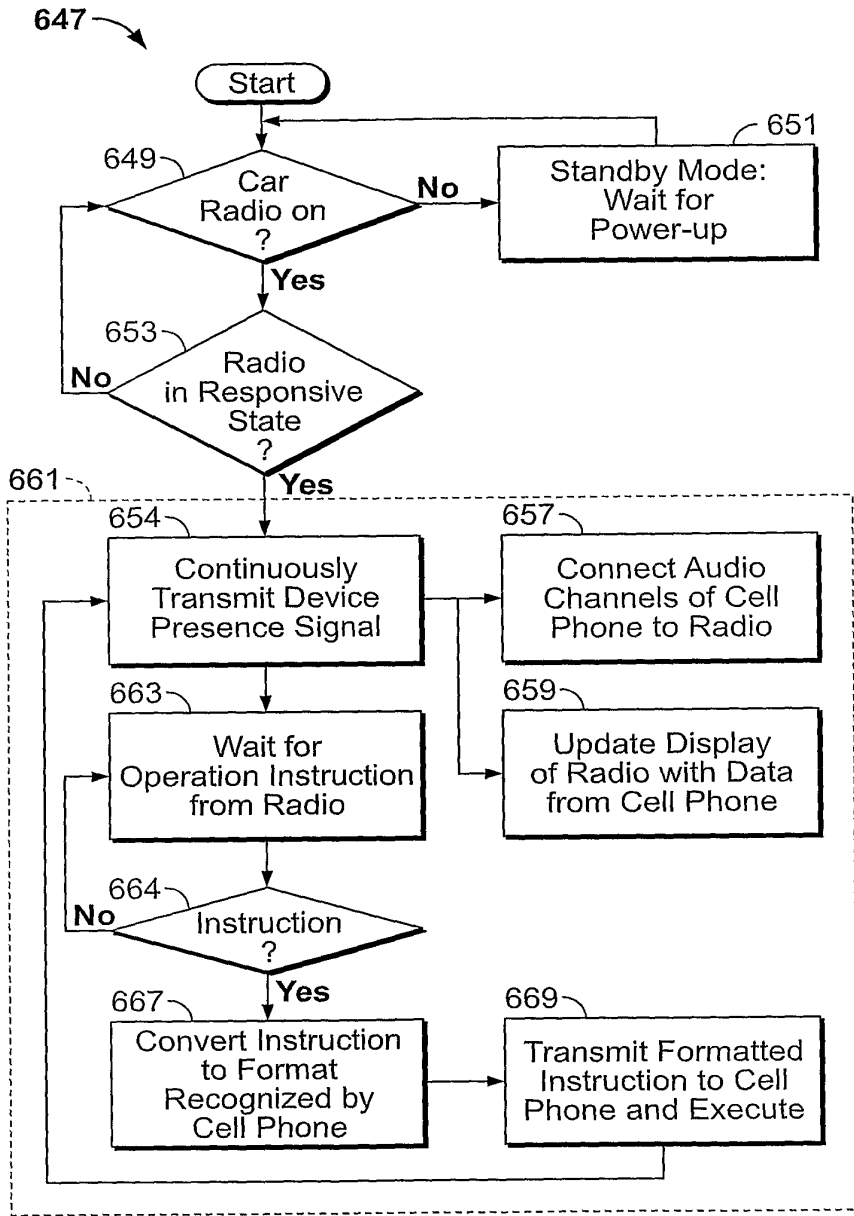 647
Start
649
Car
Radio on
?
No
651
Standby Mode:
Wait for
Power-up
Yes
653
Radio
in Responsive
State
?
No
Yes
661
654
Continuously
Transmit Device
Presence Signal
657
Connect Audio
Channels of Cell
Phone to Radio
663
Wait for
Operation Instruction
from Radio
659
Update Display
of Radio with Data
from Cell Phone
664
Instruction
?
No
Yes
667
Convert Instruction
to Format
Recognized by
Cell Phone
669
Transmit Formatted
Instruction to Cell
Phone and Execute